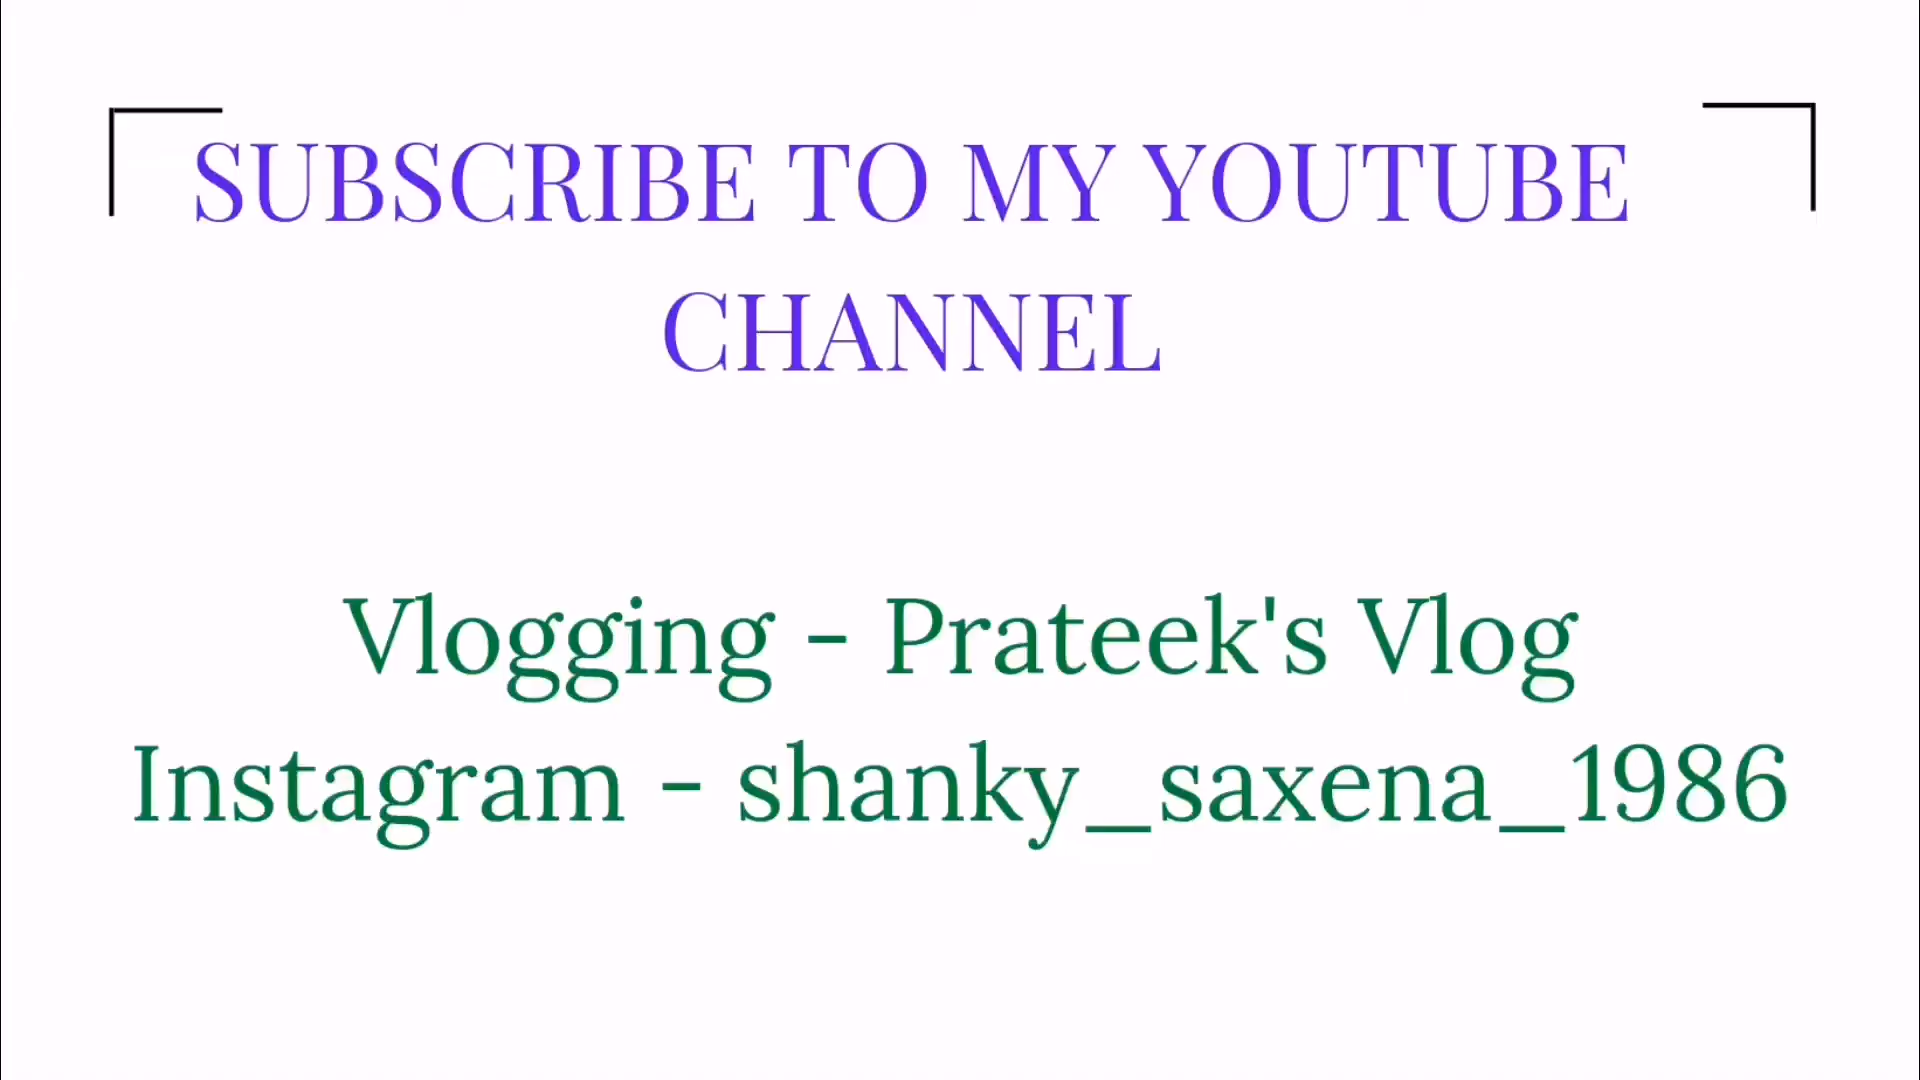 SUBSCRIBE TO MY YOUTUBE
CHANNEL
Vlogging - Prateek's Vlog
Instagram - shanky_saxena_1986